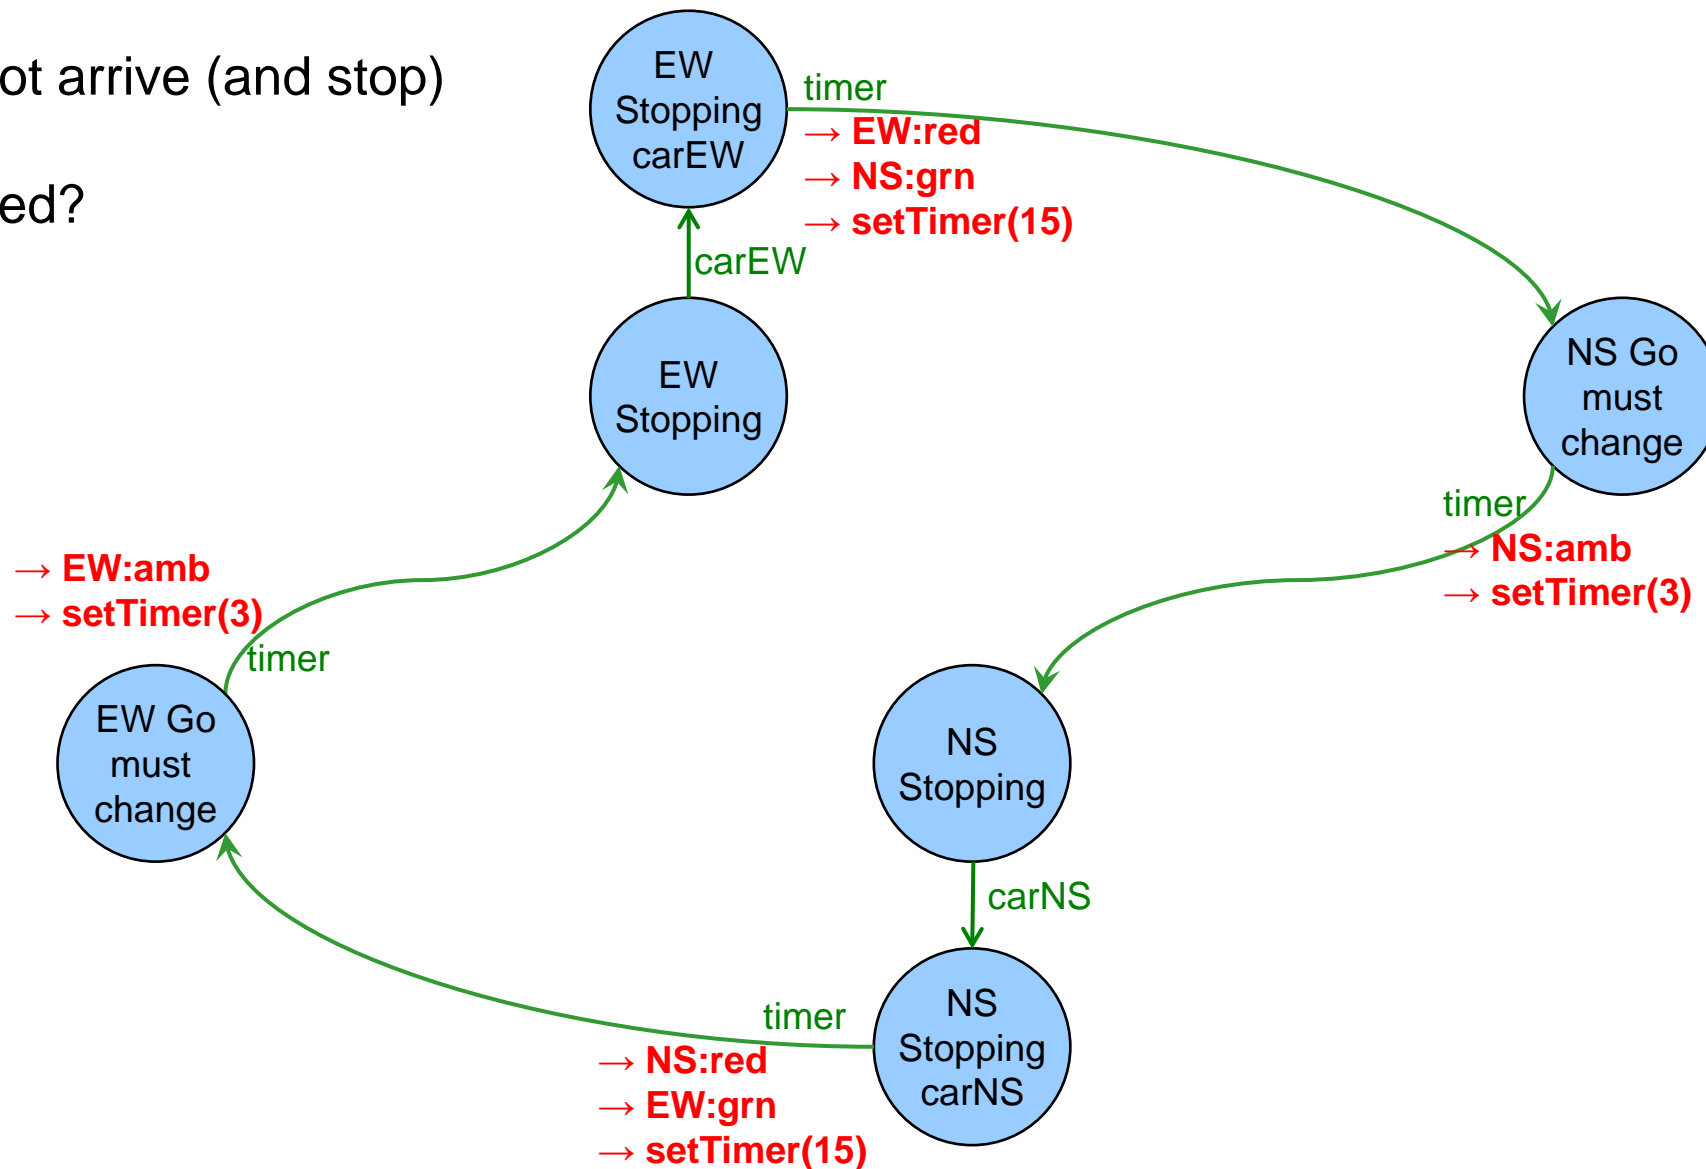 ot arrive (and stop)
ed?
EW
Stopping
carEW
timer
→ EW:red
→ NS:grn
→ setTimer(15)
carEW
EW
Stopping
NS Go
must
change
timer
→ NS:amb
→ setTimer(3)
→ EW:amb
→ setTimer(3)
timer
EW Go
must
change
NS
Stopping
carNS
NS
Stopping
carNS
timer
→ NS:red
→ EW:grn
→ setTimer(15)